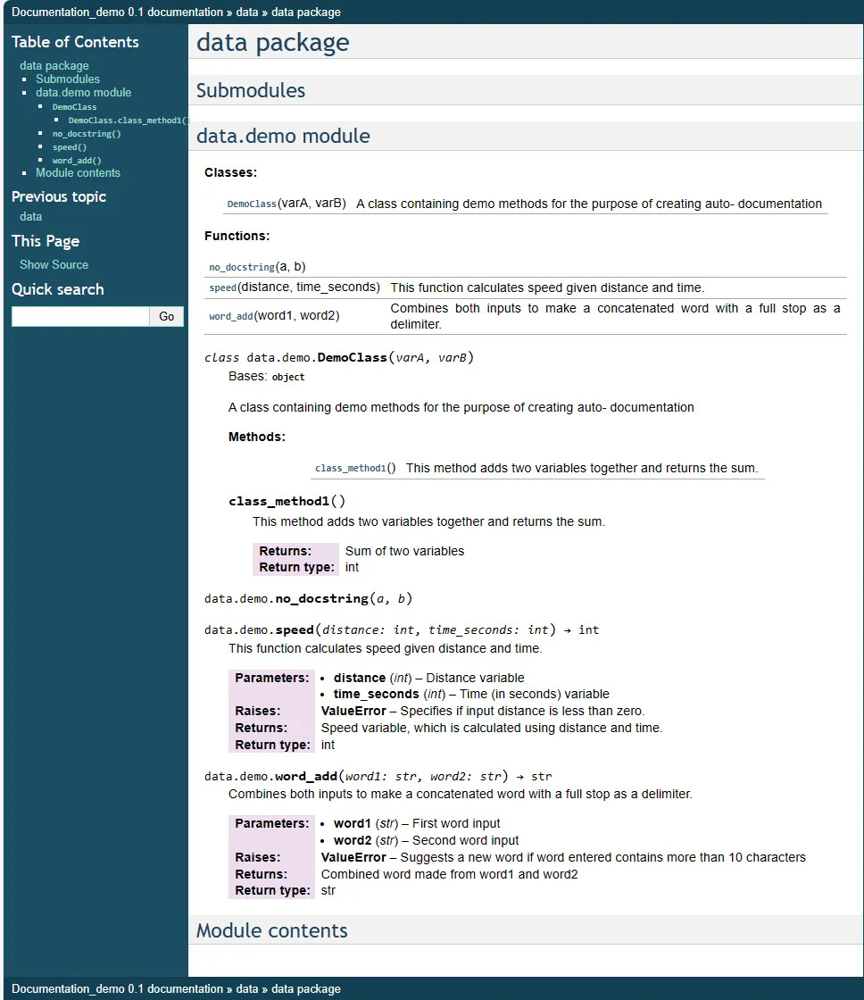 Documentation_demo 0.1 documentation » data » data package
Table of Contents
data package
Submodules
data.demo module
DemoClass
DemoClass.class_method1()
no_docstring()
speed()
word_add()
Module contents
Previous topic
data
This Page
Show Source
Quick search
Go
data package
Submodules
data.demo module
Classes:
DemoClass(varA, varB) A class containing demo methods for the purpose of creating auto- documentation
Functions:
no_docstring(a, b)
speed(distance, time_seconds) This function calculates speed given distance and time.
word_add(word1, word2) Combines both inputs to make a concatenated word with a full stop as a
delimiter.
class data.demo.DemoClass(varA, varB)
Bases: object
A class containing demo methods for the purpose of creating auto- documentation
Methods:
class_method1() This method adds two variables together and returns the sum.
class_method1()
This method adds two variables together and returns the sum.
Returns: Sum of two variables
Return type: int
data.demo.no_docstring(a, b)
data.demo.speed(distance: int, time_seconds: int) → int
This function calculates speed given distance and time.
Parameters: • distance (int) – Distance variable
• time_seconds (int) – Time (in seconds) variable
Raises: ValueError – Specifies if input distance is less than zero.
Returns: Speed variable, which is calculated using distance and time.
Return type: int
data.demo.word_add(word1: str, word2: str) → str
Combines both inputs to make a concatenated word with a full stop as a delimiter.
Parameters: • word1 (str) – First word input
• word2 (str) – Second word input
Raises: ValueError – Suggests a new word if word entered contains more than 10 characters
Returns: Combined word made from word1 and word2
Return type: str
Module contents
Documentation_demo 0.1 documentation » data » data package